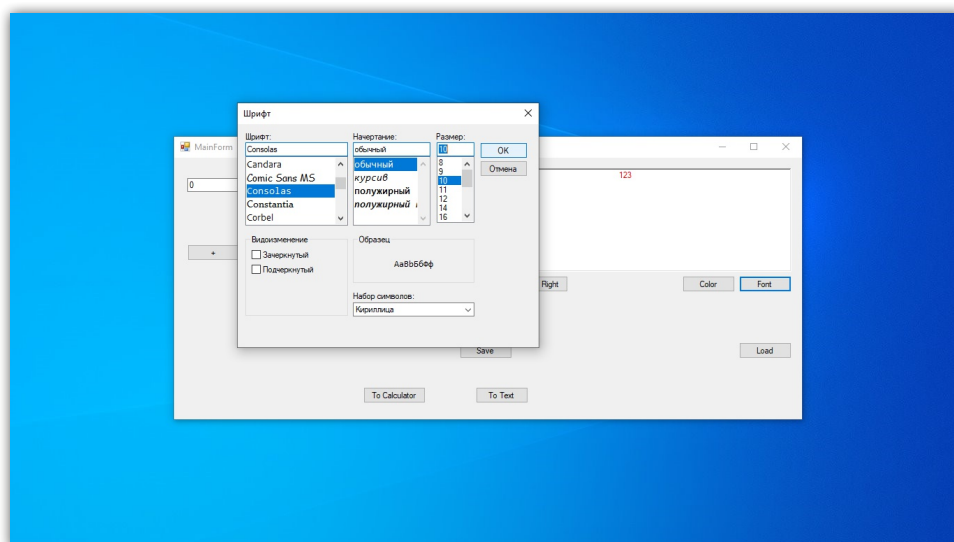 Шрифт
Шрифт:
Начертание:
Размер:
Consolas
обычный
10
OK
Отмена
Candara
Comic Sans MS
Consolas
Constantia
Corbel
обычный
курсив
полужирный
полужирный
8
9
10
11
12
14
16
Видоизменение
Зачеркнутый
Подчеркнутый
Образец
АаВbБбФф
Набор символов:
Кириллица
MainForm
0
123
+
Right
Color
Font
Save
Load
To Calculator
To Text